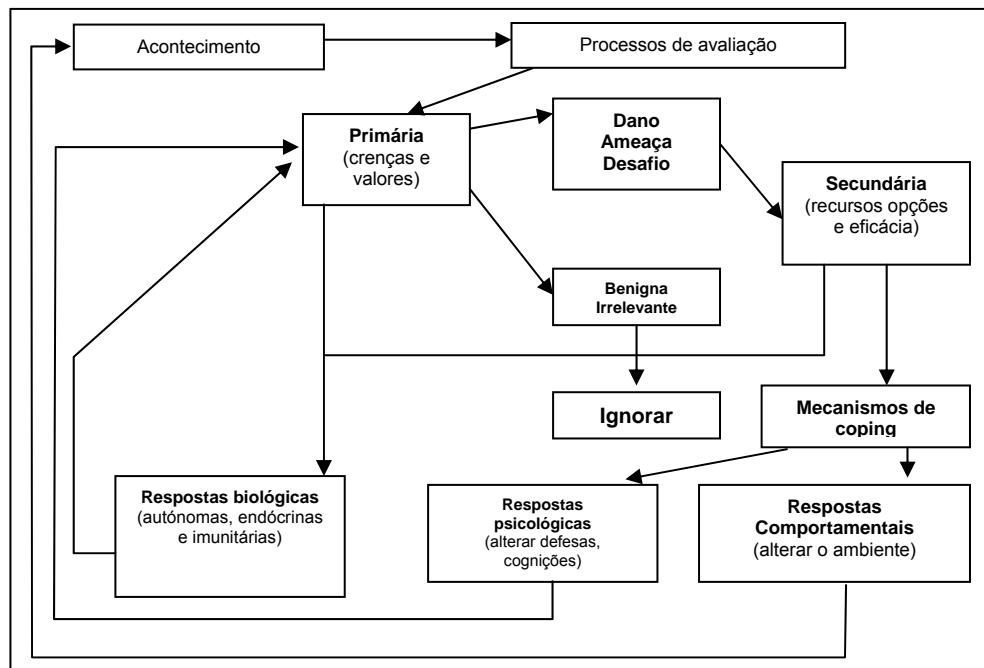 Acontecimento
Processos de avaliação
Primária
(crenças e
valores)
Dano
Ameaça
Desafio
Secundária
(recursos opções
e eficácia)
Benigna
Irrelevante
Ignorar
Mecanismos de
coping
Respostas biológicas
(autónomas, endócrinas
e imunitárias)
Respostas
psicológicas
(alterar defesas,
cognições)
Respostas
Comportamentais
(alterar o ambiente)